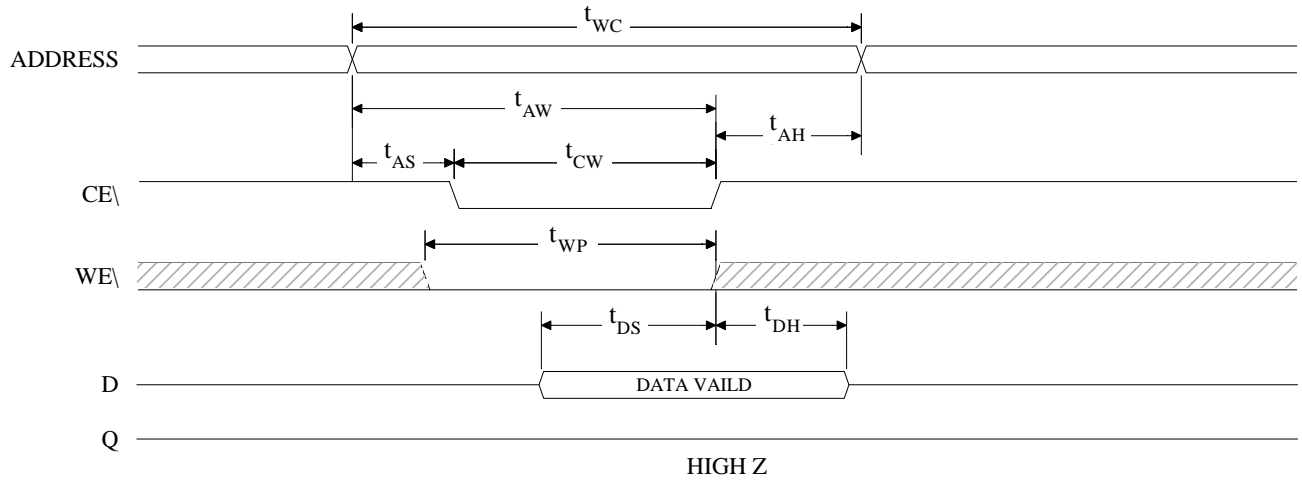 tWC
ADDRESS
tAW
tAH
tAS
tCW
CE\
tWP
WE\
tDS
tDH
D
DATA VAILD
Q
HIGH Z